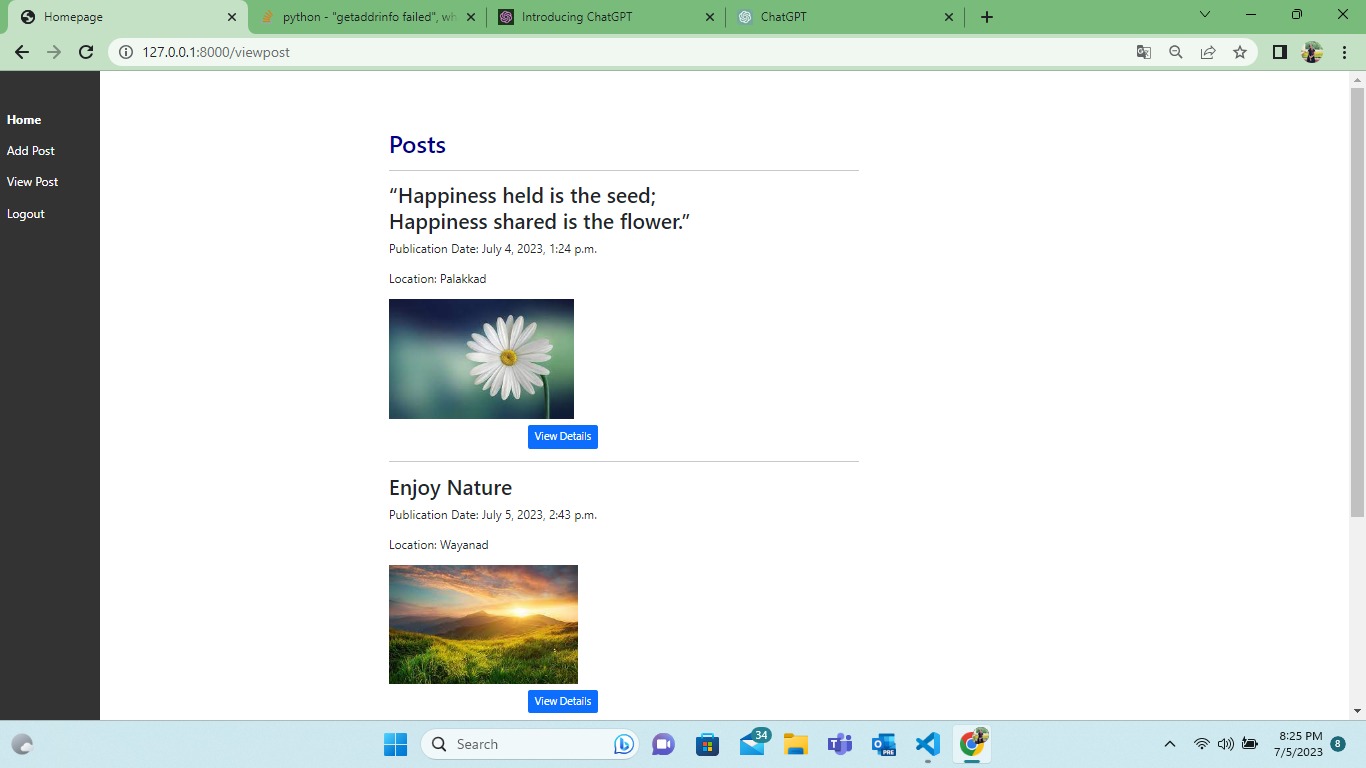 Homepage
python - "getaddrinfo failed", wh
Introducing ChatGPT
ChatGPT
127.0.0.1:8000/viewpost
Home
Add Post
View Post
Logout
Posts
“Happiness held is the seed;
Happiness shared is the flower.”
Publication Date: July 4, 2023, 1:24 p.m.
Location: Palakkad
View Details
Enjoy Nature
Publication Date: July 5, 2023, 2:43 p.m.
Location: Wayanad
View Details
Search
34
PRE
8:25 PM
7/5/2023
8